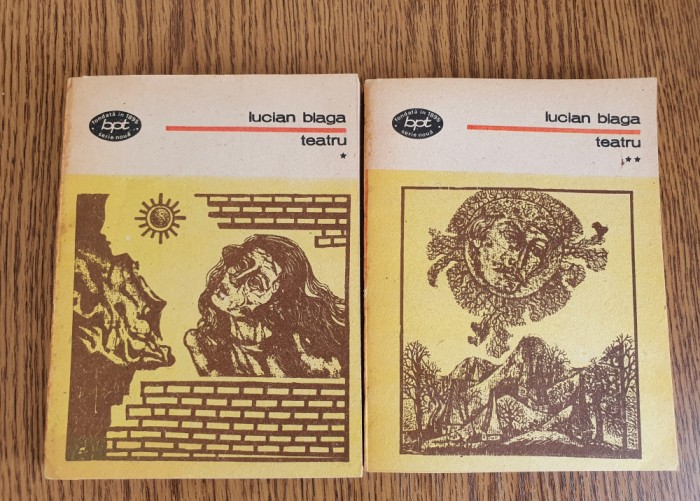 fondată în 1895
bpt
serie nouă
lucian blaga
teatru
*
fondată în 1895
bpt
serie nouă
lucian blaga
teatru
**